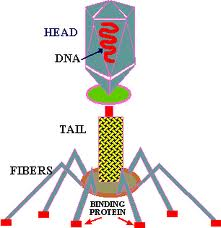 HEAD
DNA
TAIL
FIBERS
BINDING
PROTEIN